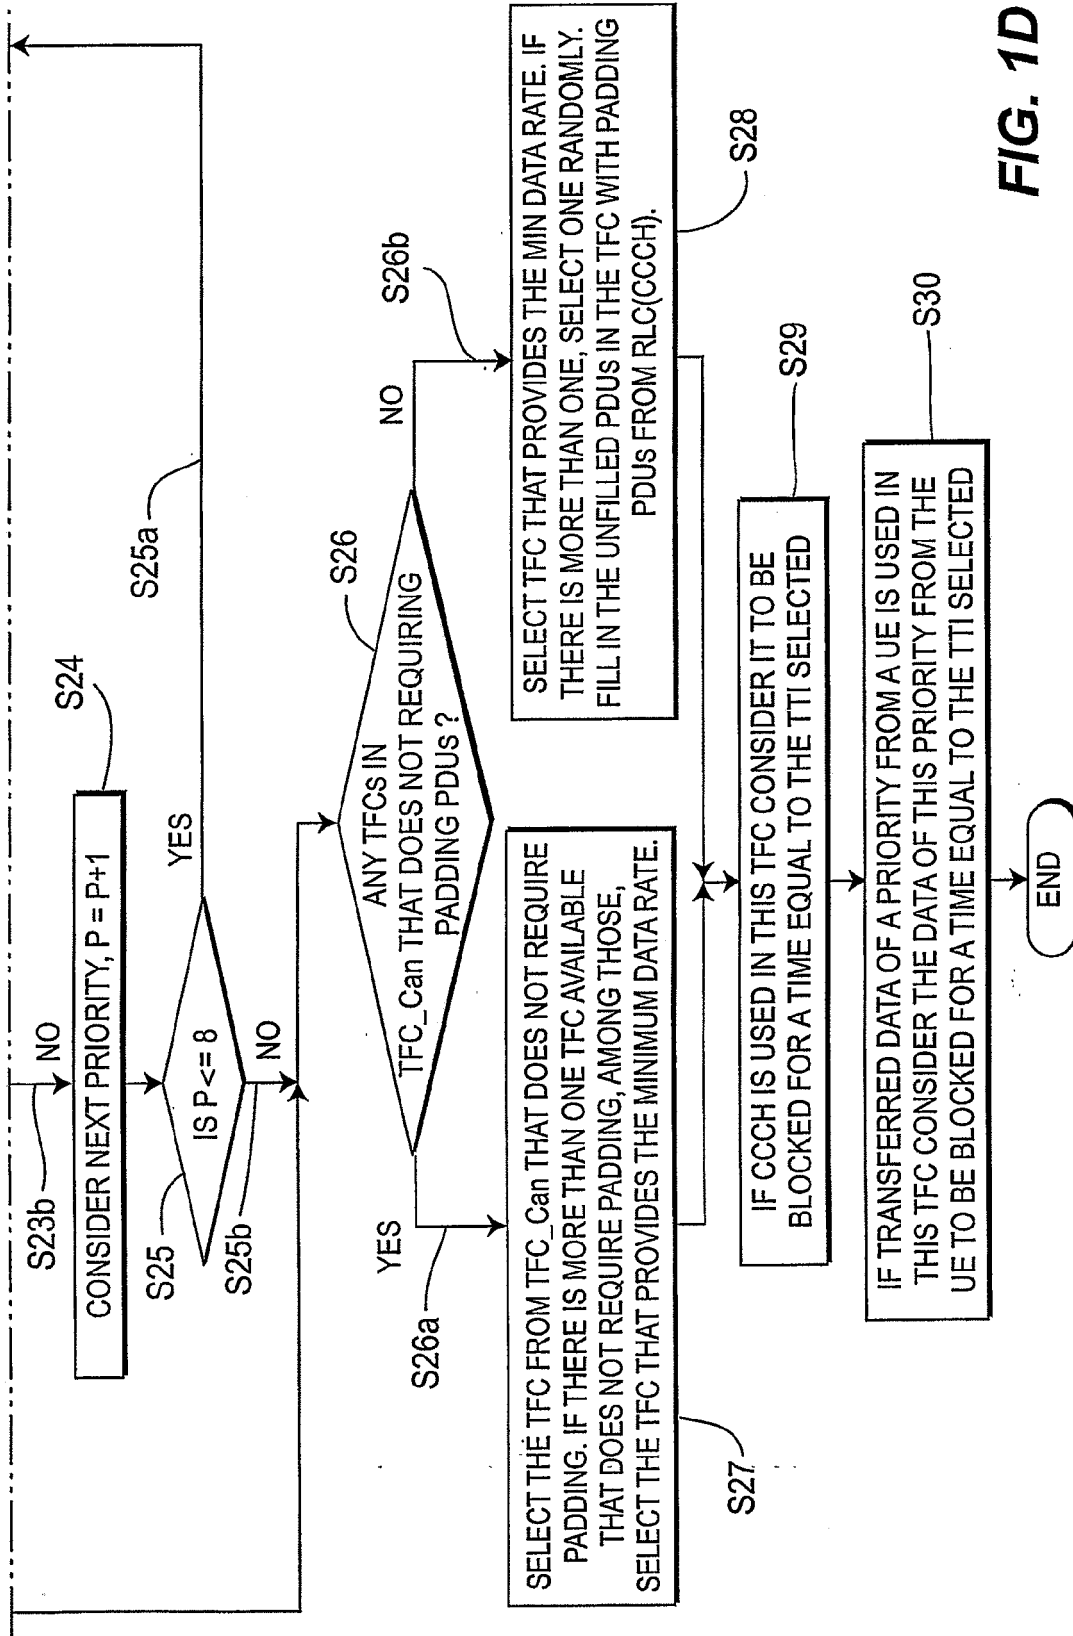 S23b
NO
CONSIDER NEXT PRIORITY, P = P+1
S24
S25
IS P<= 8
YES
S25a
S25b
NO
ANY TFCs IN
TFC_Can THAT DOES NOT REQUIRING
PADDING PDUs?
S26
YES
S26a
NO
S26b
SELECT THE TFC FROM TFC_Can THAT DOES NOT REQUIRE
PADDING. IF THERE IS MORE THAN ONE TFC AVAILABLE
THAT DOES NOT REQUIRE PADDING, AMONG THOSE,
SELECT THE TFC THAT PROVIDES THE MINIMUM DATA RATE.
S27
SELECT TFC THAT PROVIDES THE MIN DATA RATE. IF
THERE IS MORE THAN ONE, SELECT ONE RANDOMLY.
FILL IN THE UNFILLED PDUs IN THE TFC WITH PADDING
PDUs FROM RLC(CCCH).
S28
IF CCCH IS USED IN THIS TFC CONSIDER IT TO BE
BLOCKED FOR A TIME EQUAL TO THE TTI SELECTED
S29
IF TRANSFERRED DATA OF A PRIORITY FROM A UE IS USED IN
THIS TFC CONSIDER THE DATA OF THIS PRIORITY FROM THE
UE TO BE BLOCKED FOR A TIME EQUAL TO THE TTI SELECTED
S30
END
FIG. 1D